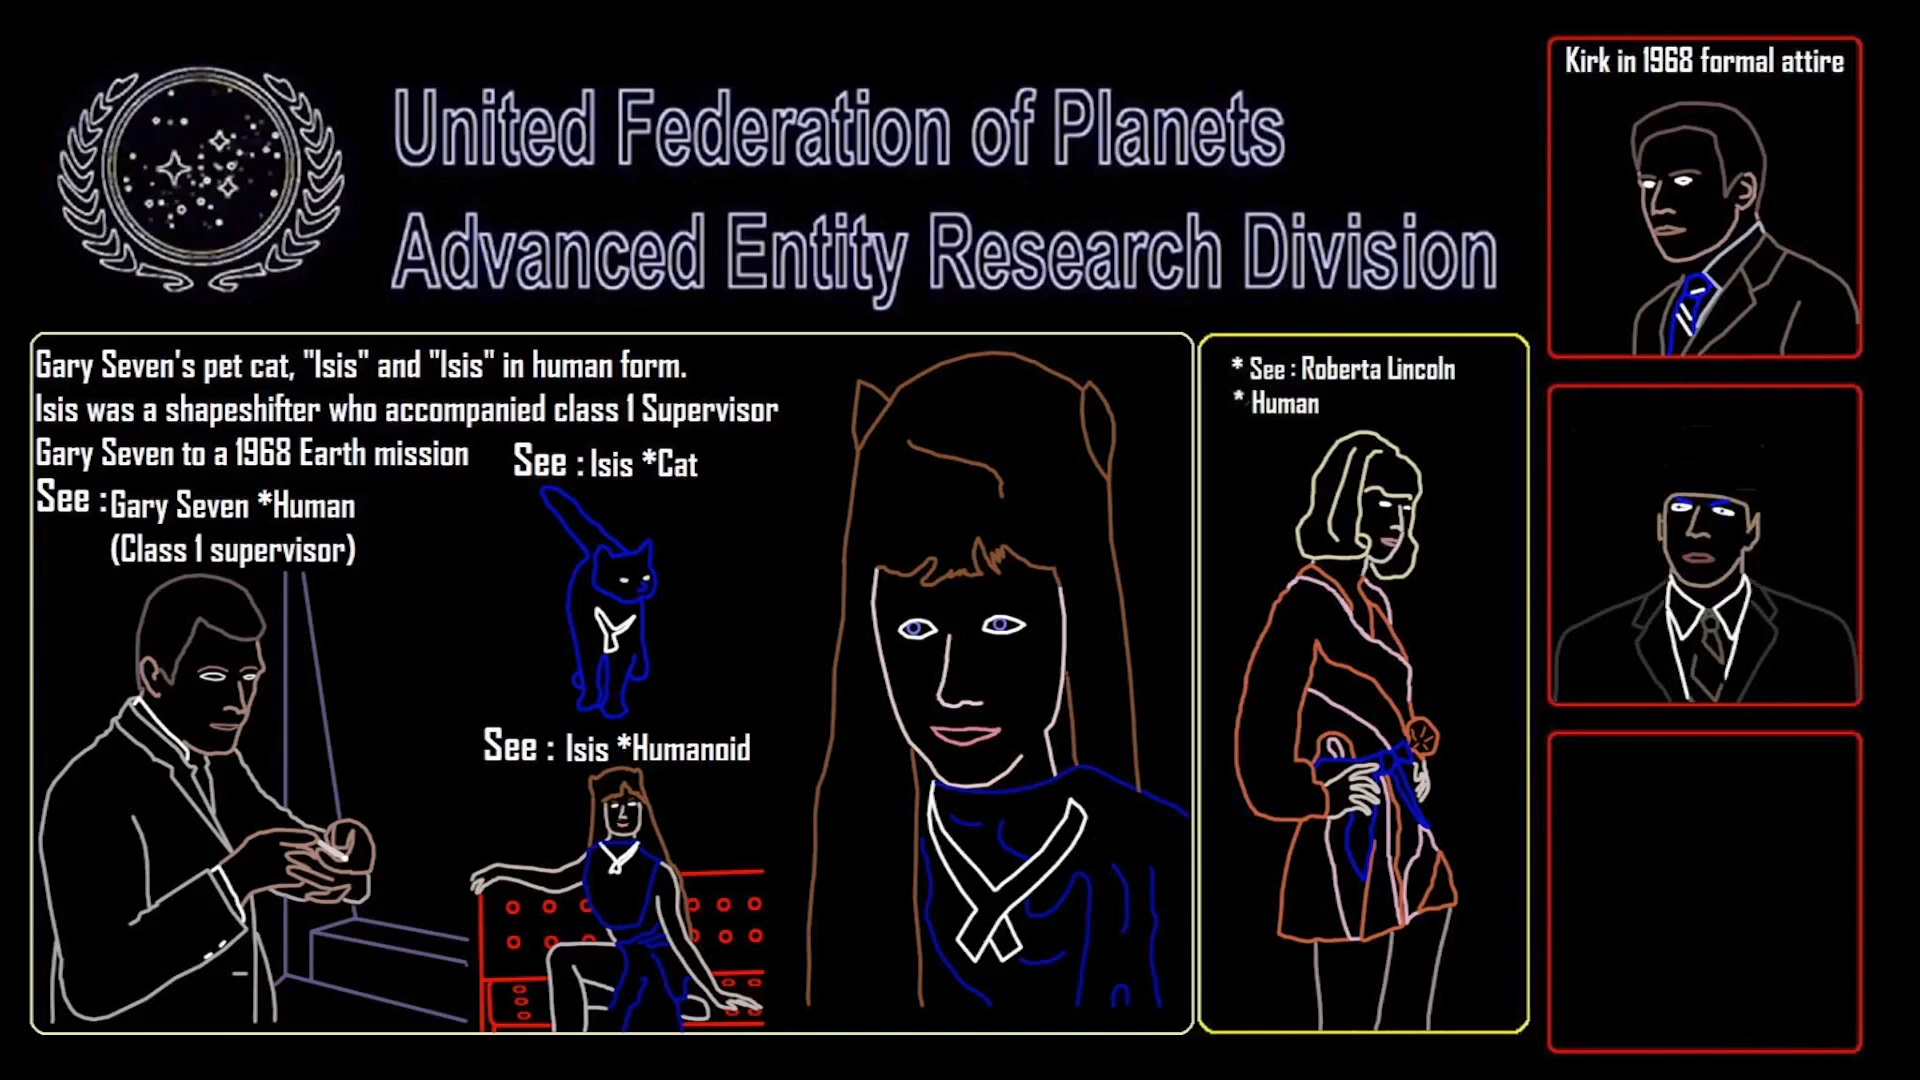 United Federation of Planets
Advanced Entity Research Division
Kirk in 1968 formal attire
Gary Seven's pet cat, "Isis" and "Isis" in human form.
Isis was a shapeshifter who accompanied class 1 Supervisor
Gary Seven to a 1968 Earth mission
See : Isis *Cat
See : Gary Seven *Human
(Class 1 supervisor)
See : Isis *Humanoid
* See : Roberta Lincoln
* Human